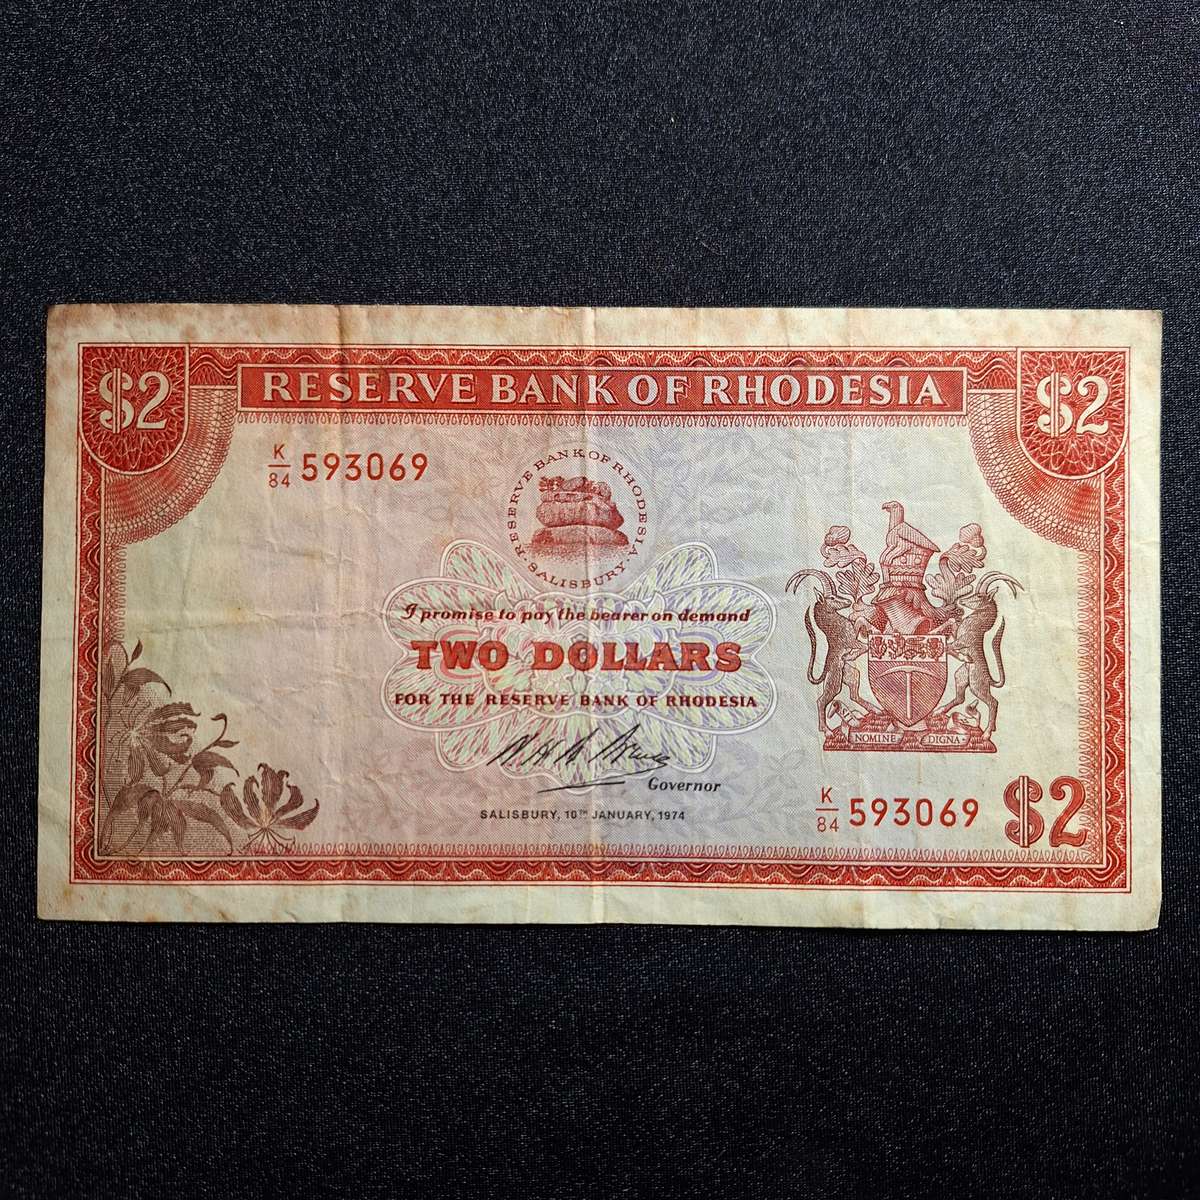 $2
RESERVE BANK OF RHODESIA
$2
K/84 593069
RESERVE BANK OF RHODESIA
· SALISBURY ·
I promise to pay the bearer on demand
TWO DOLLARS
FOR THE RESERVE BANK OF RHODESIA
Governor
SALISBURY, 10TH JANUARY, 1974
NOMINE DIGNA
K/84 593069
$2